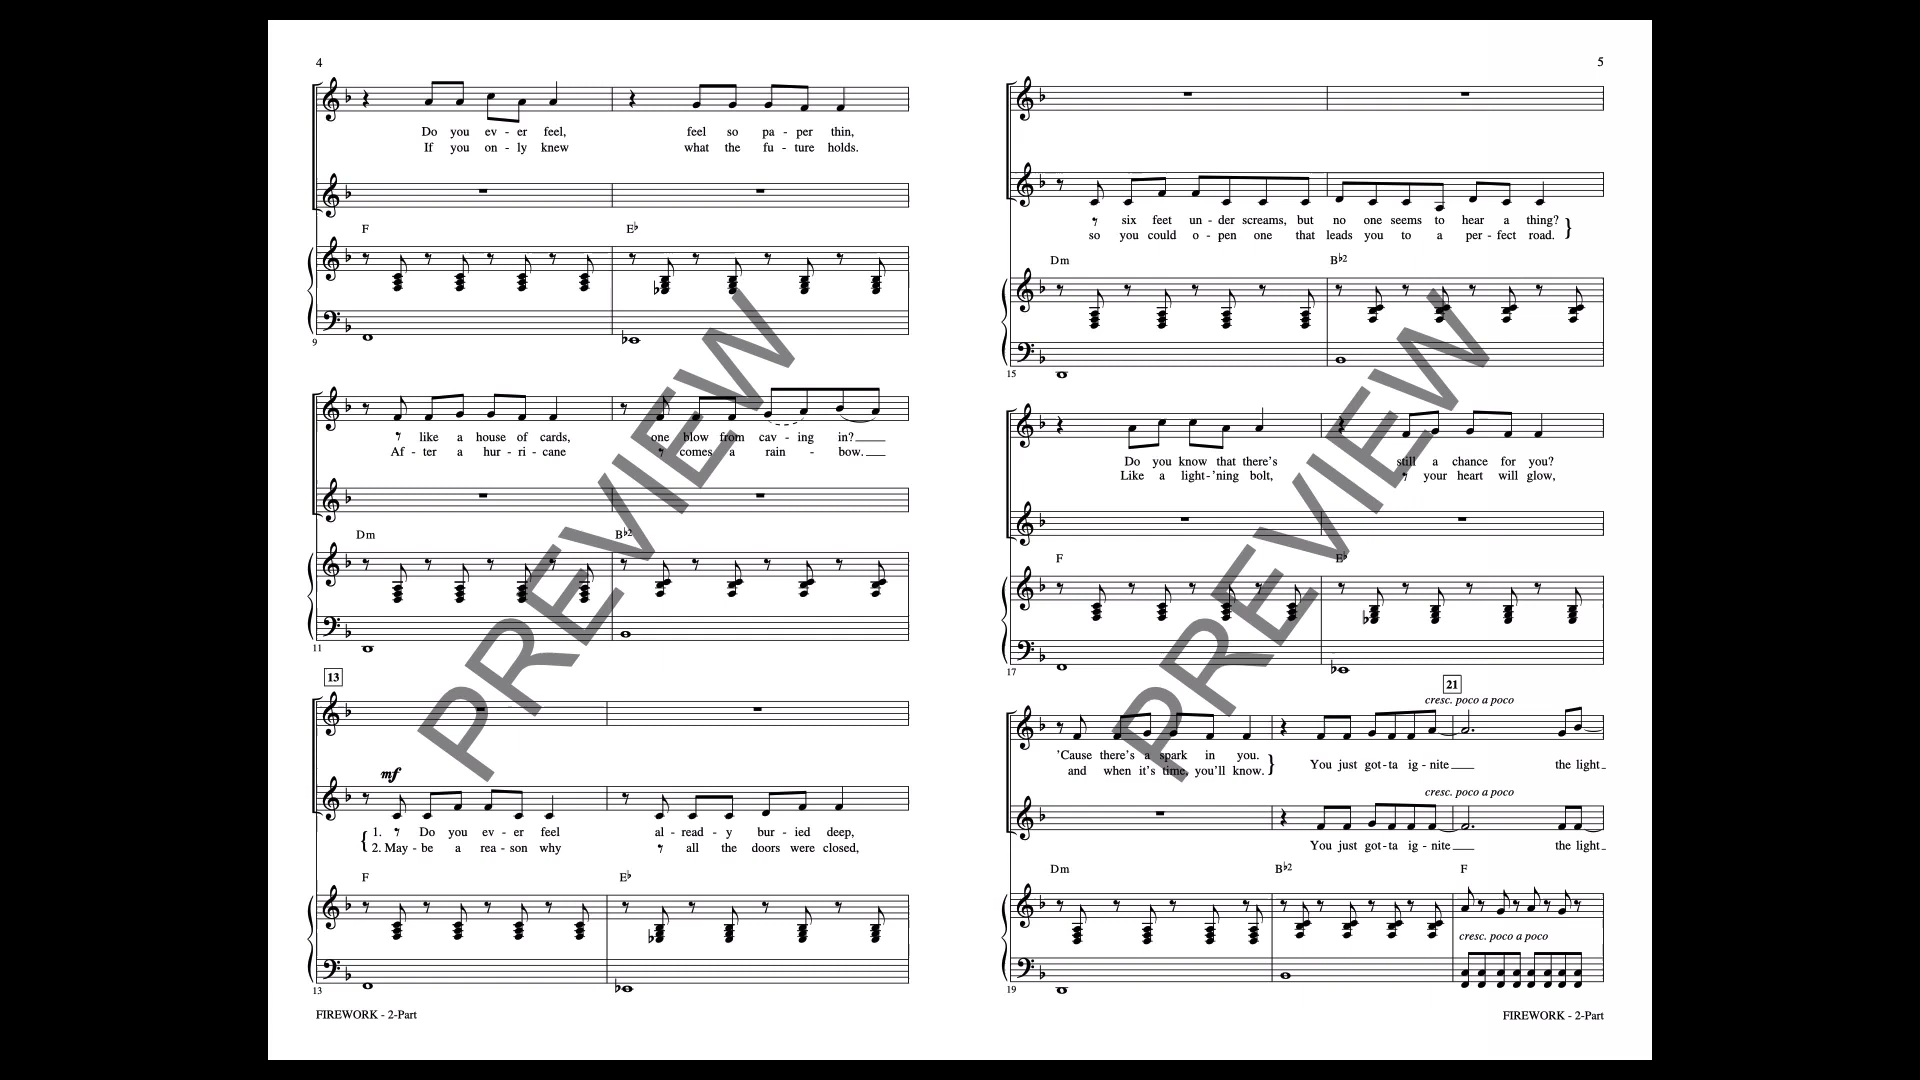 4
Do you ev - er feel, feel so pa - per thin,
If you on - ly knew what the fu - ture holds.
F E♭
9
like a house of cards, one blow from cav - ing in?
Af - ter a hur - ri - cane comes a rain - bow.
Dm B♭2
11
13
mf
1. Do you ev - er feel al - read - y bur - ied deep,
2. May - be a rea - son why all the doors were closed,
F E♭
13
FIREWORK - 2-Part
5
six feet un - der screams, but no one seems to hear a thing?
so you could o - pen one that leads you to a per - fect road.
Dm B♭2
15
Do you know that there's still a chance for you?
Like a light-'ning bolt, your heart will glow,
F E♭
17
21
cresc. poco a poco
'Cause there's a spark in you. You just got-ta ig - nite the light
and when it's time, you'll know.
cresc. poco a poco
You just got-ta ig - nite the light
Dm B♭2 F
cresc. poco a poco
19
FIREWORK - 2-Part
PREVIEW
PREVIEW